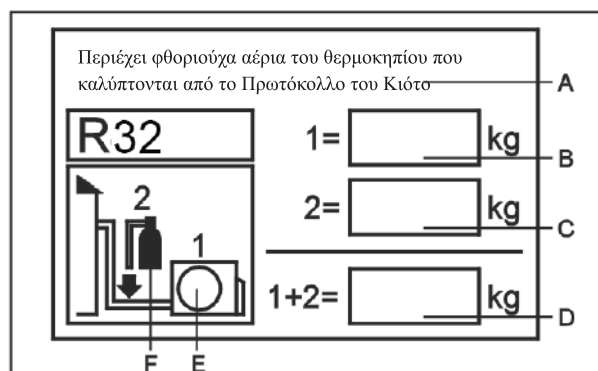 Περιέχει φθοριούχα αέρια του θερμοκηπίου που
καλύπτονται από το Πρωτόκολλο του Κιότο
A
R32
1= kg
B
2= kg
C
1+2= kg
D
2
1
F E